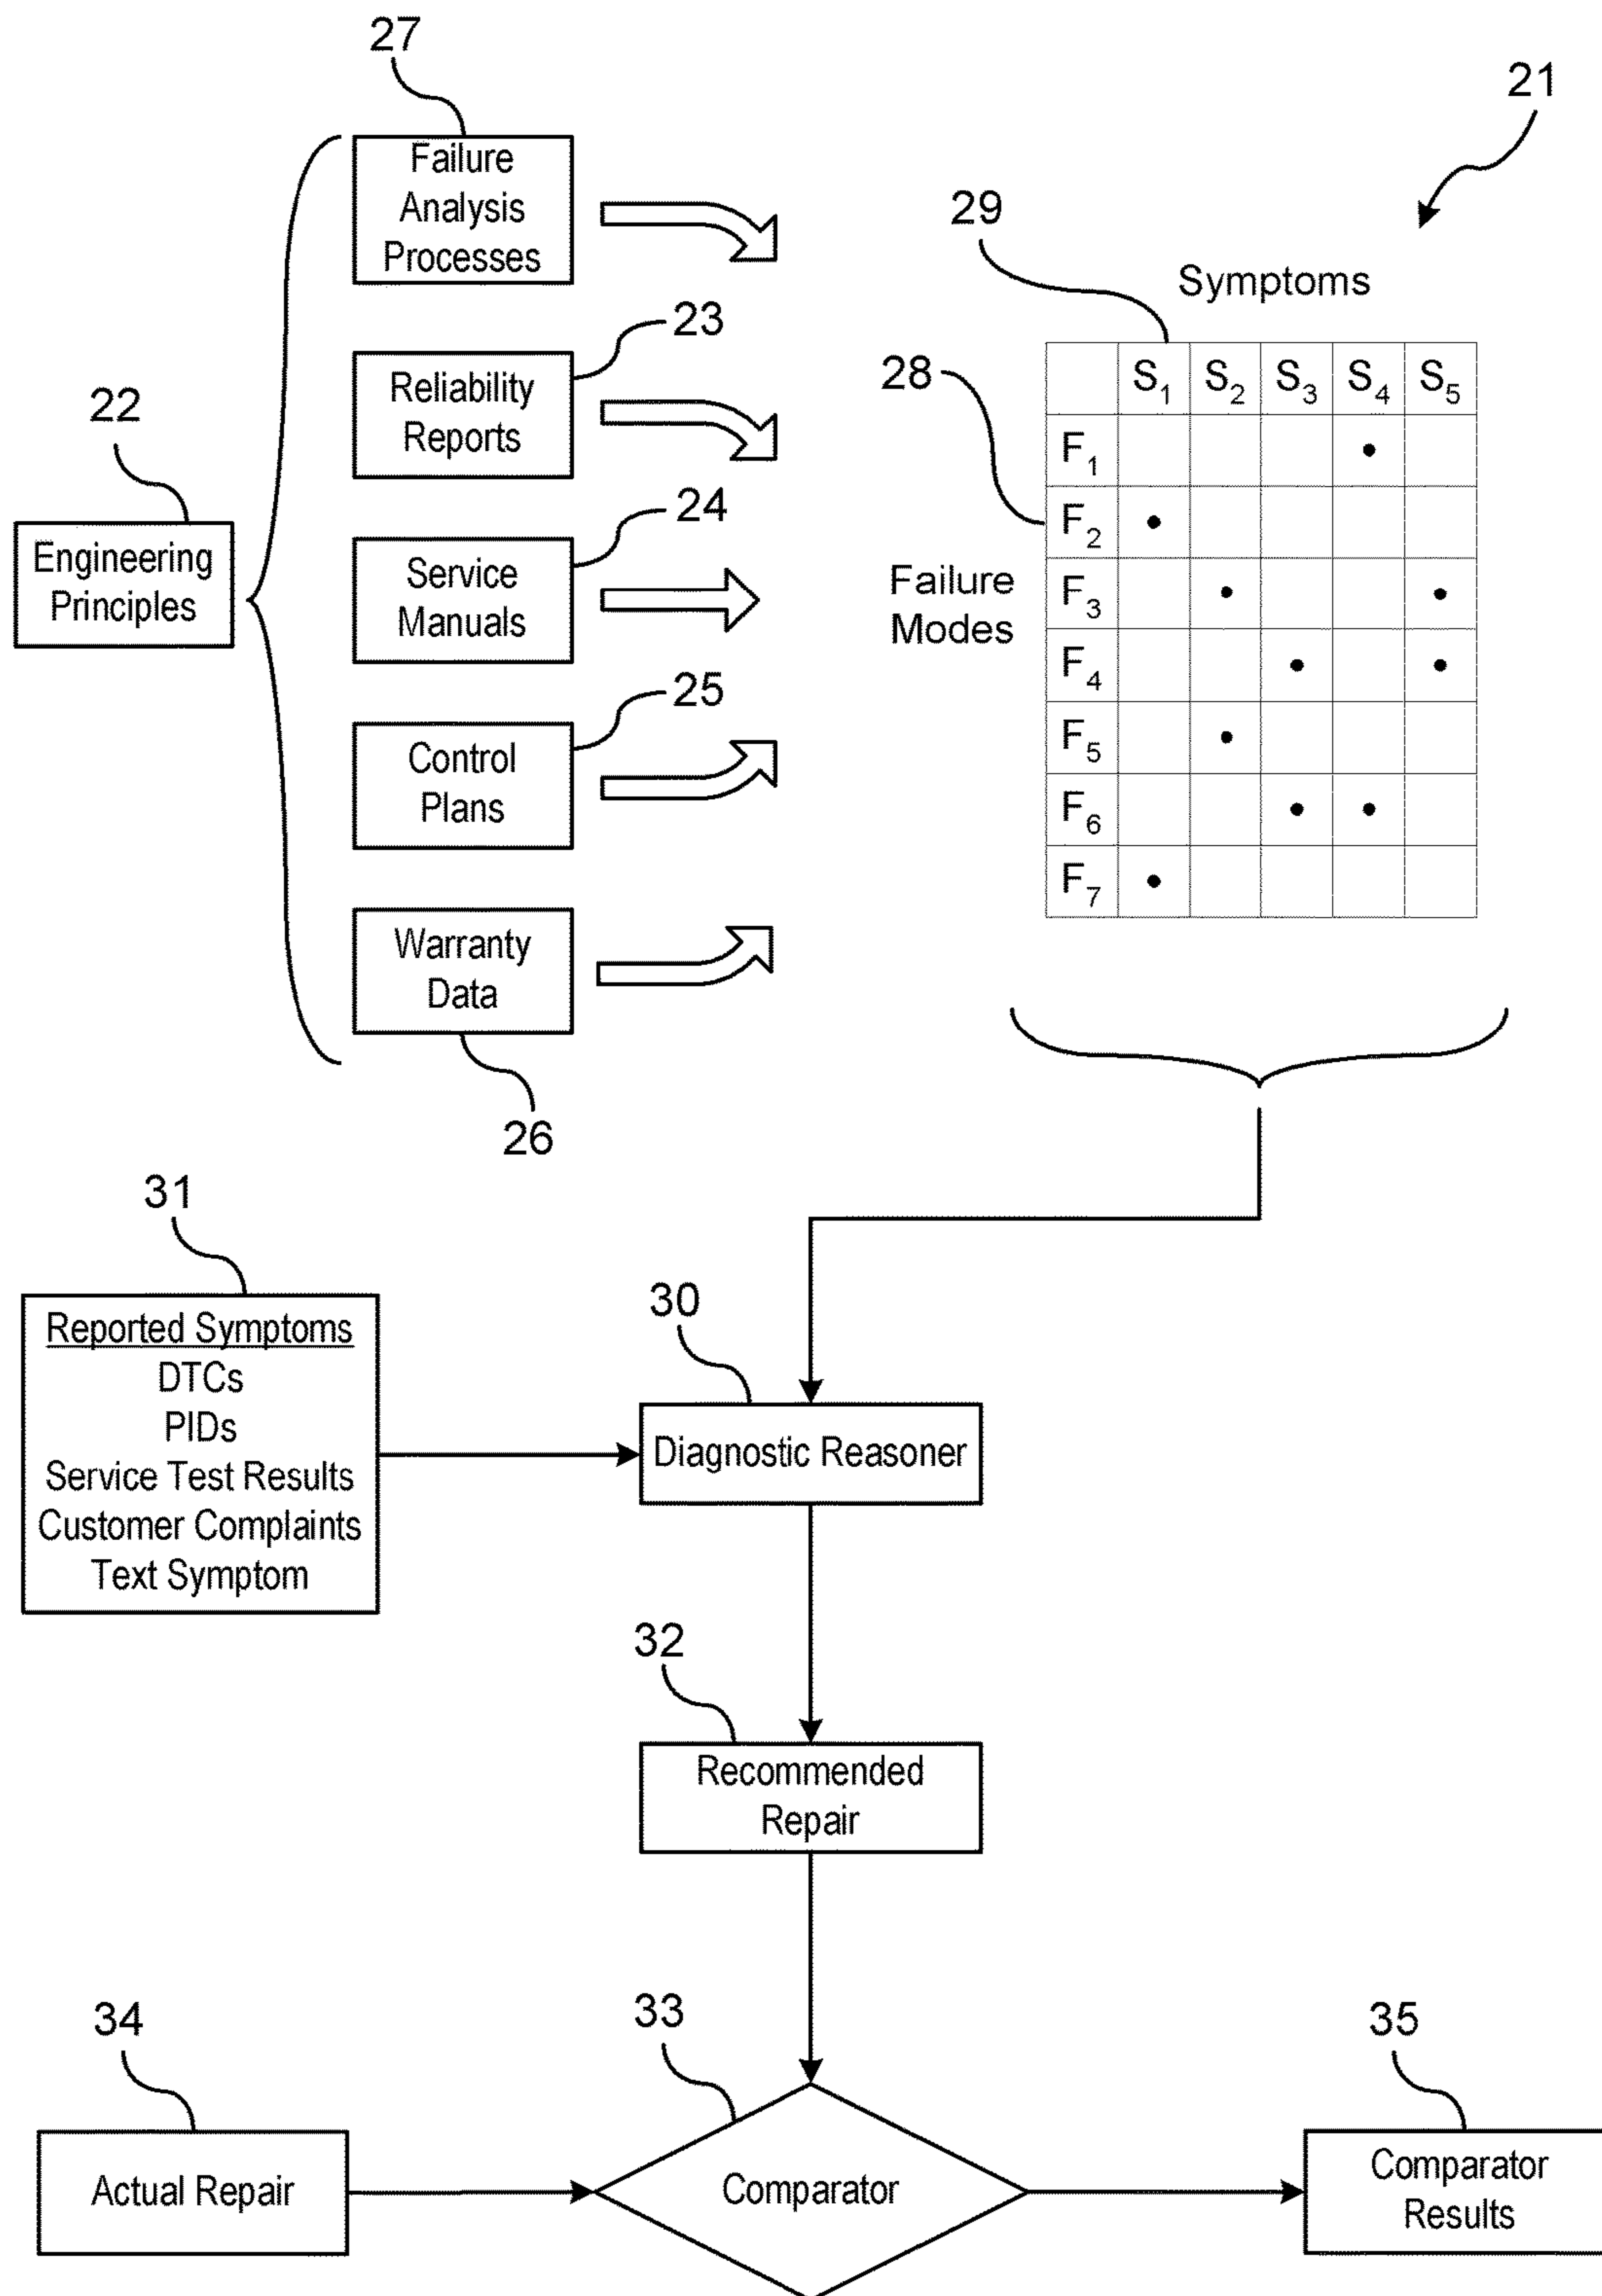 27
21
Failure
Analysis
Processes
29
Symptoms
23
Reliability
Reports
28
S1 S2 S3 S4 S5
F1
F2
F3
F4
F5
F6
F7
22
Engineering
Principles
24
Service
Manuals
Failure
Modes
25
Control
Plans
Warranty
Data
26
31
Reported Symptoms
DTCs
PIDs
Service Test Results
Customer Complaints
Text Symptom
30
Diagnostic Reasoner
32
Recommended
Repair
34
33
35
Actual Repair
Comparator
Comparator
Results